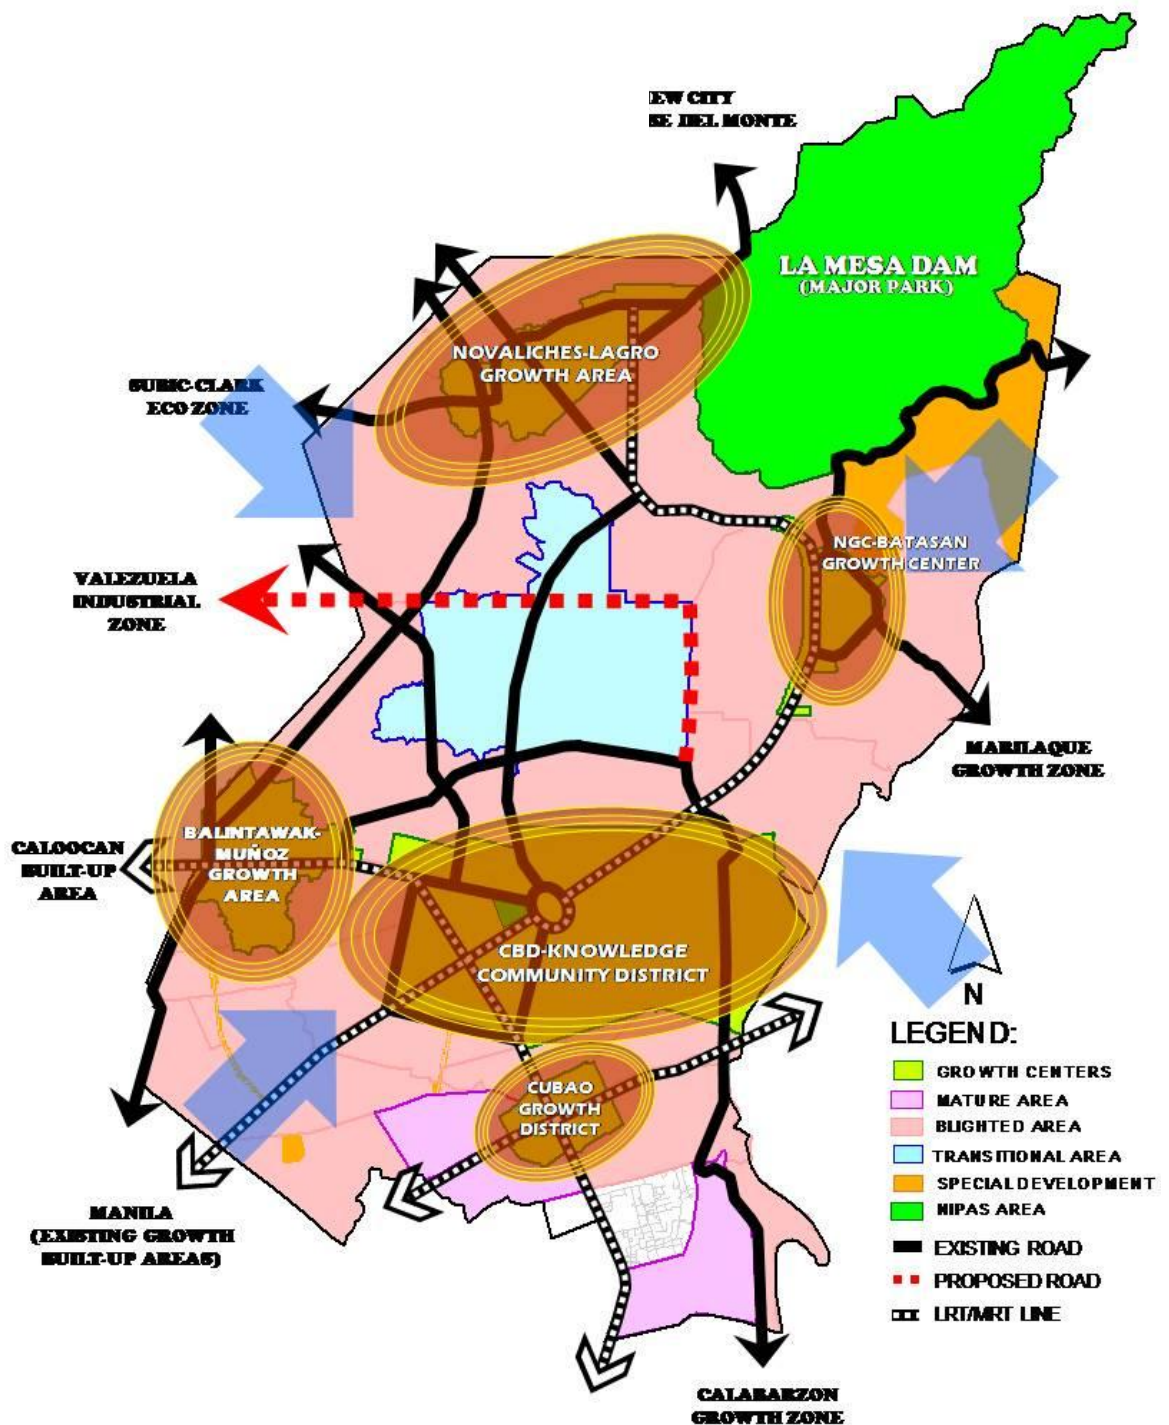 EW CITY
SE DEL MONTE
LA MESA DAM
(MAJOR PARK)
NOVALICHES-LAGRO
GROWTH AREA
SUBIC-CLARK
ECO ZONE
NGC-BATASAN
GROWTH CENTER
VALEZUELA
INDUSTRIAL
ZONE
MARILAQUE
GROWTH ZONE
BALINTAWAK-
MUÑOZ
GROWTH
AREA
CALOOCAN
BUILT-UP
AREA
CBD-KNOWLEDGE
COMMUNITY DISTRICT
N
CUBAO
GROWTH
DISTRICT
MANILA
(EXISTING GROWTH
BUILT-UP AREAS)
CALABARZON
GROWTH ZONE
LEGEND:
GROWTH CENTERS
MATURE AREA
BLIGHTED AREA
TRANSITIONAL AREA
SPECIAL DEVELOPMENT
NIPAS AREA
EXISTING ROAD
PROPOSED ROAD
LRT/MRT LINE